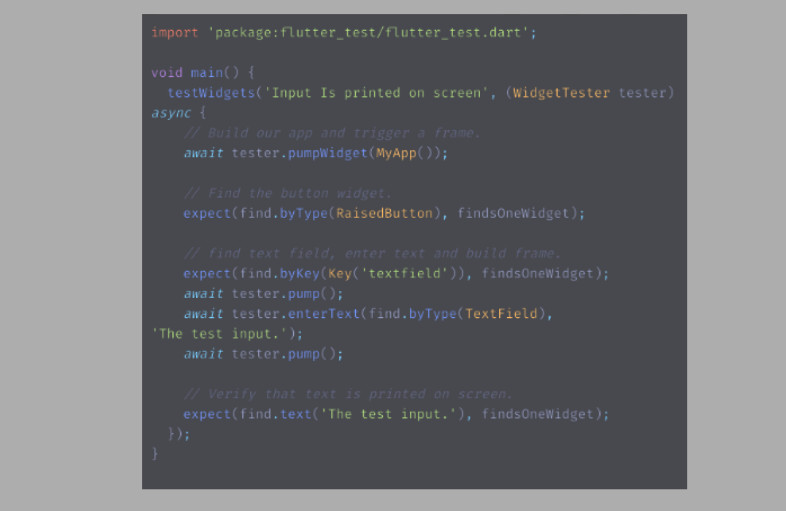 import 'package:flutter_test/flutter_test.dart';
void main() {
testWidgets('Input Is printed on screen', (WidgetTester tester)
async {
// Build our app and trigger a frame.
await tester.pumpWidget(MyApp());
// Find the button widget.
expect(find.byType(RaisedButton), findsOneWidget);
// find text field, enter text and build frame.
expect(find.byKey(Key('textfield')), findsOneWidget);
await tester.pump();
await tester.enterText(find.byType(TextField),
'The test input.');
await tester.pump();
// Verify that text is printed on screen.
expect(find.text('The test input.'), findsOneWidget);
});
}